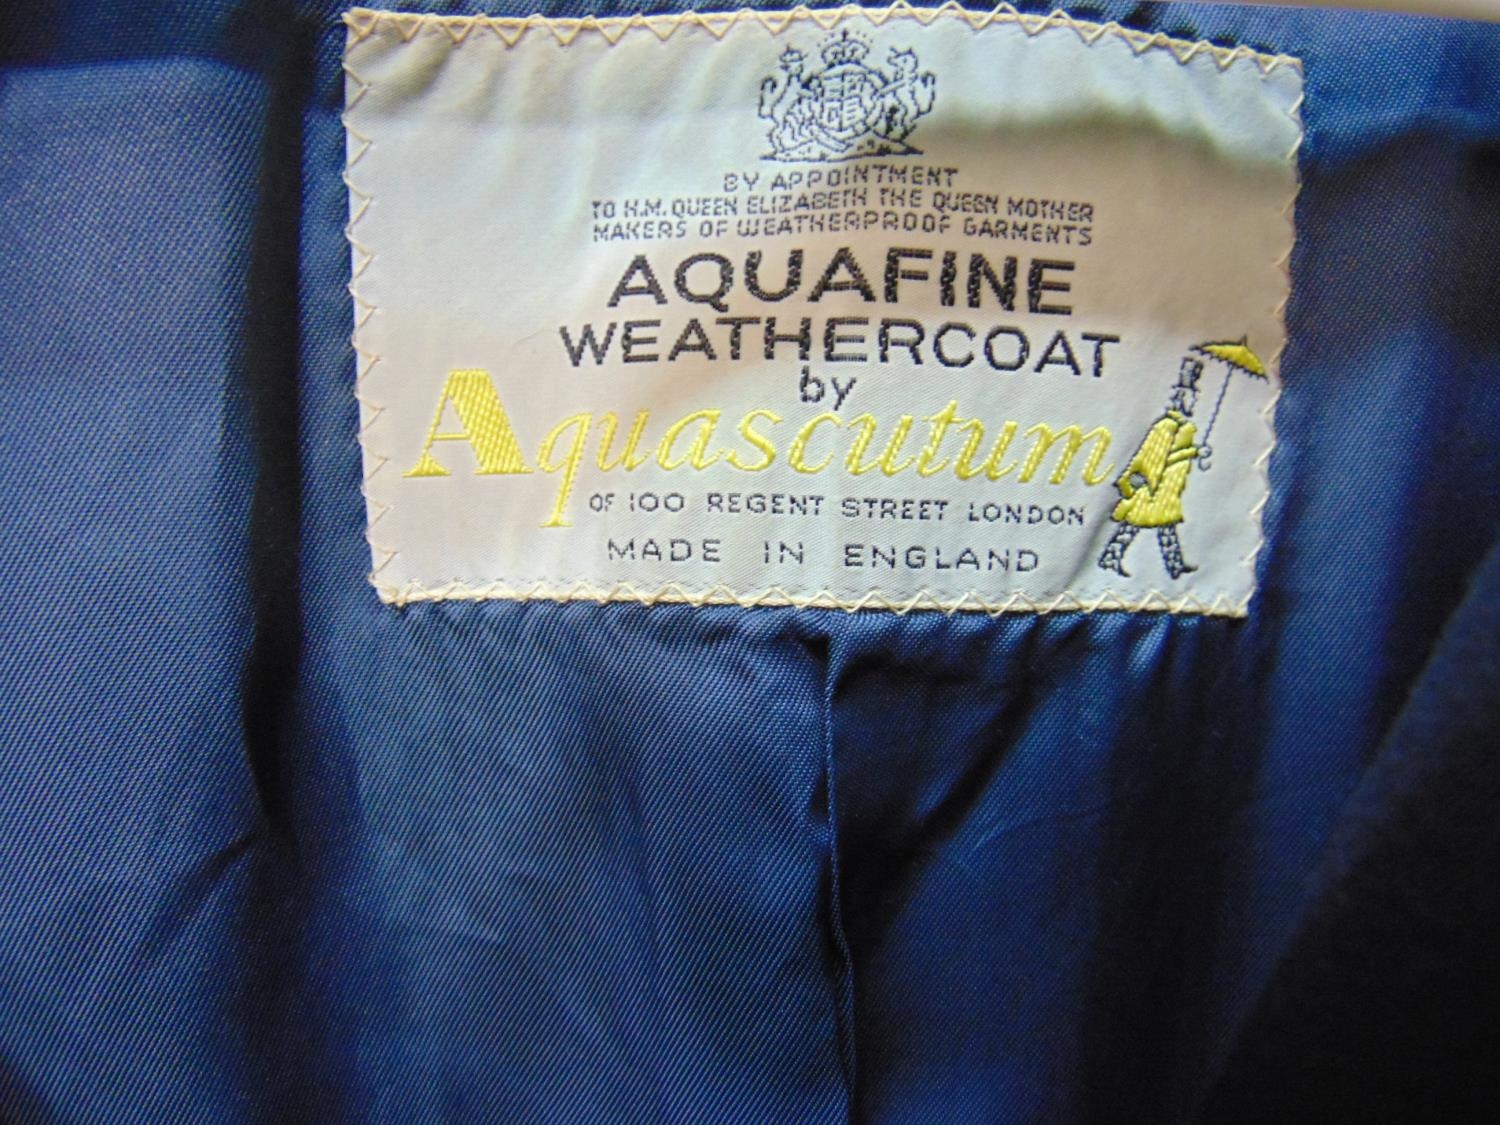 BY APPOINTMENT
TO H.M. QUEEN ELIZABETH THE QUEEN MOTHER
MAKERS OF WEATHERPROOF GARMENTS
AQUAFINE
WEATHERCOAT
by
Aquascutum
OF 100 REGENT STREET LONDON
MADE IN ENGLAND